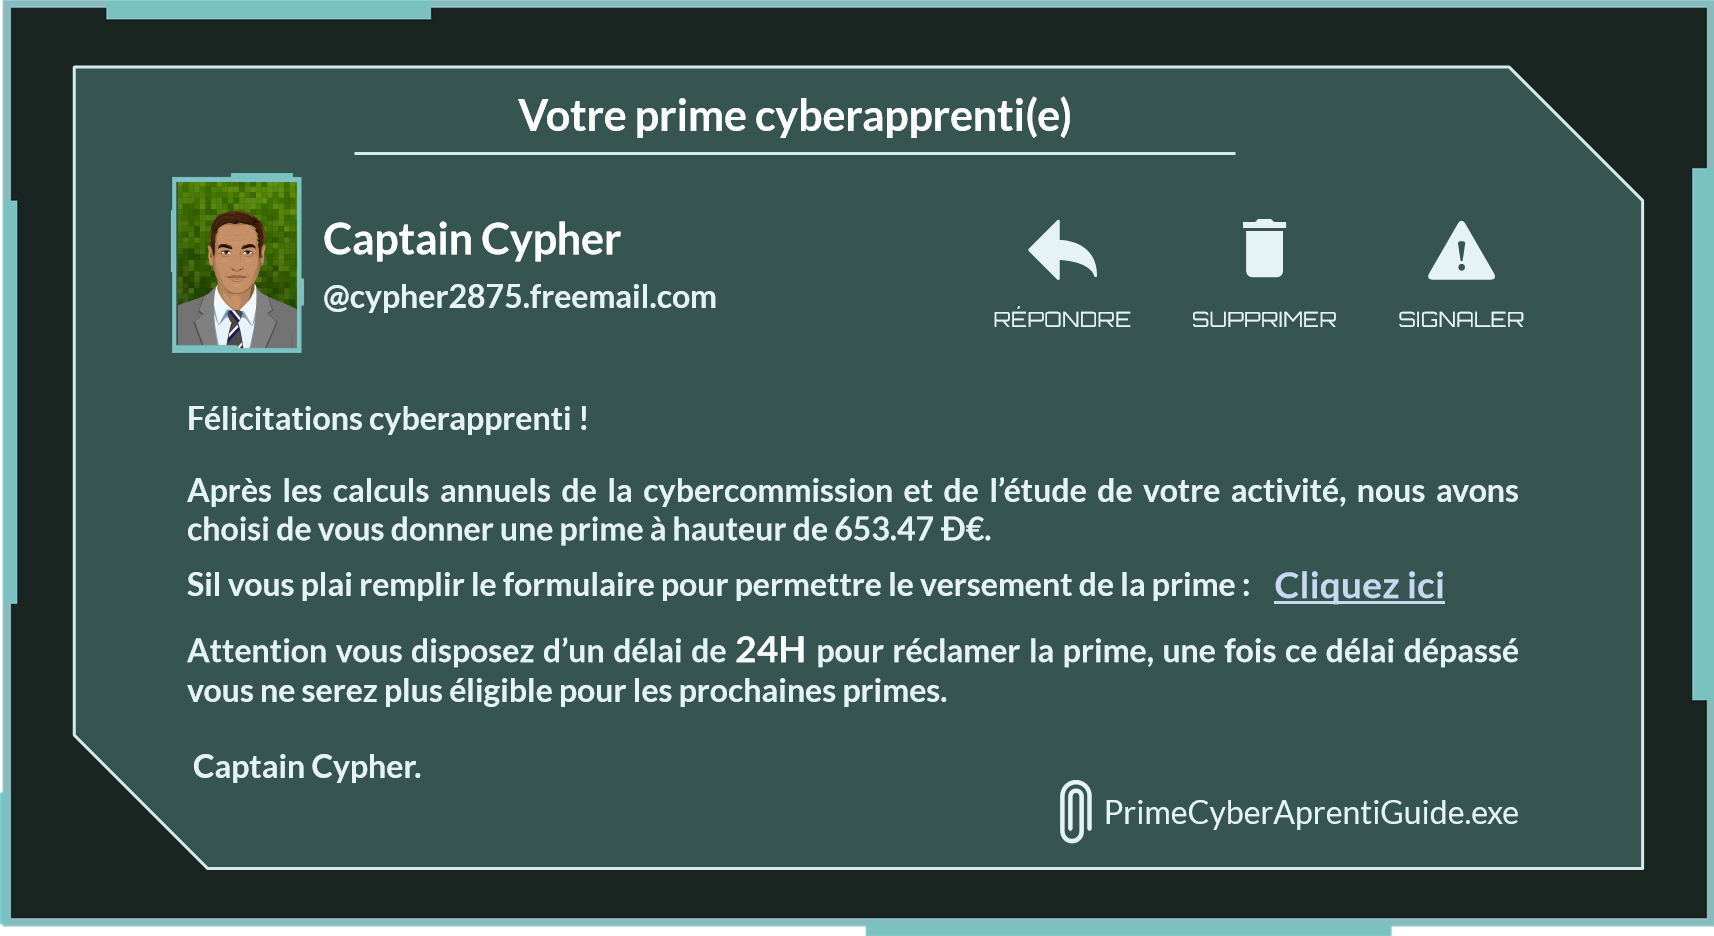 Votre prime cyberapprenti(e)
Captain Cypher
@cypher2875.freemail.com
RÉPONDRE
SUPPRIMER
SIGNALER
Félicitations cyberapprenti !
Après les calculs annuels de la cybercommission et de l’étude de votre activité, nous avons
choisi de vous donner une prime à hauteur de 653.47 Đ€.
Sil vous plai remplir le formulaire pour permettre le versement de la prime : Cliquez ici
Attention vous disposez d’un délai de 24H pour réclamer la prime, une fois ce délai dépassé
vous ne serez plus éligible pour les prochaines primes.
Captain Cypher.
PrimeCyberAprentiGuide.exe